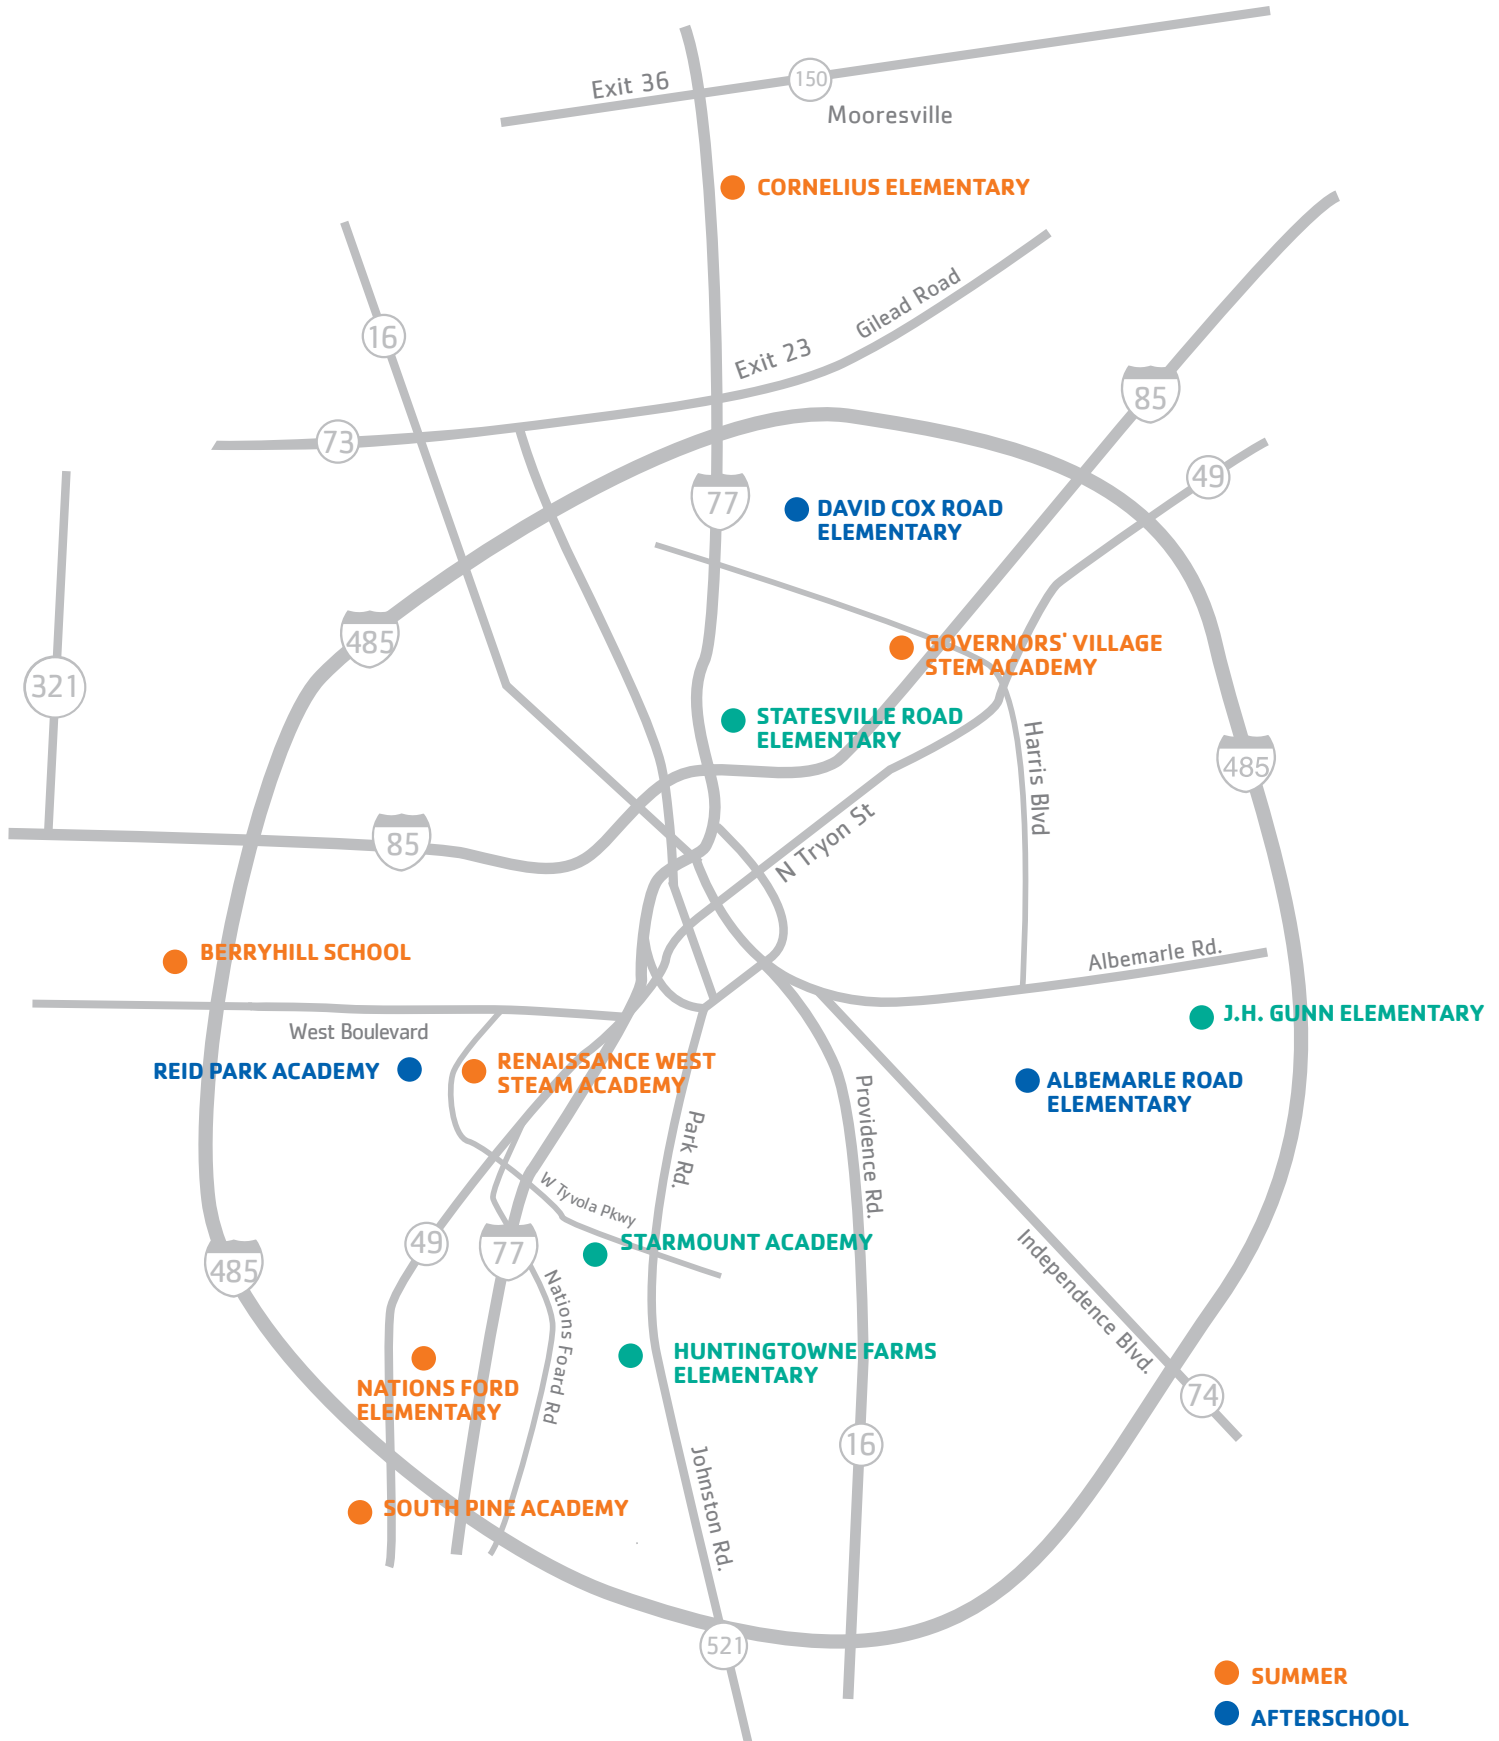 Exit 36
150
Mooresville
CORNELIUS ELEMENTARY
16
Gilead Road
Exit 23
85
73
49
77
DAVID COX ROAD
ELEMENTARY
485
GOVERNORS' VILLAGE
STEM ACADEMY
321
STATESVILLE ROAD
ELEMENTARY
Harris Blvd
485
85
N Tryon St
BERRYHILL SCHOOL
Albemarle Rd.
J.H. GUNN ELEMENTARY
West Boulevard
REID PARK ACADEMY
RENAISSANCE WEST
STEAM ACADEMY
ALBEMARLE ROAD
ELEMENTARY
Park Rd.
Providence Rd.
W Tyvola Pkwy
49
77
STARMOUNT ACADEMY
485
Nations Foard Rd
Independence Blvd.
HUNTINGTOWNE FARMS
ELEMENTARY
NATIONS FORD
ELEMENTARY
74
16
Johnston Rd.
SOUTH PINE ACADEMY
521
SUMMER
AFTERSCHOOL